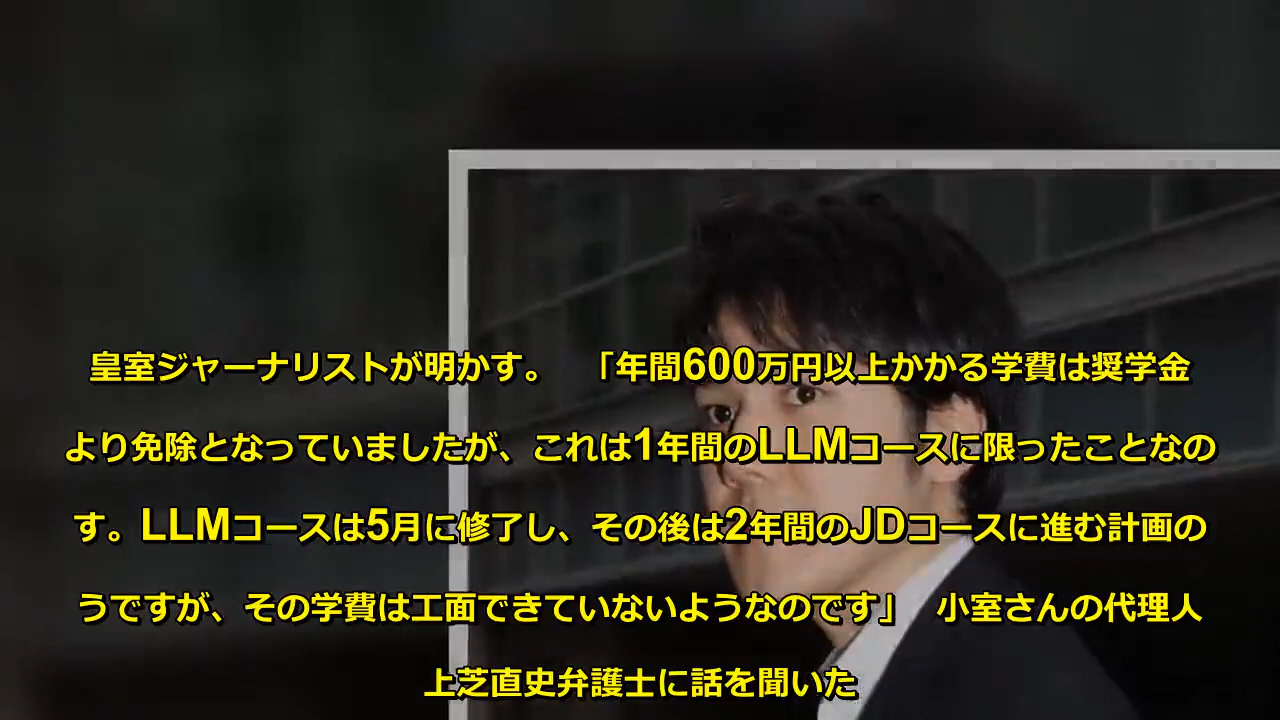 皇室ジャーナリストが明かす。　「年間600万円以上かかる学費は奨学金
より免除となっていましたが、これは1年間のLLMコースに限ったことなの
す。LLMコースは5月に修了し、その後は2年間のJDコースに進む計画の
うですが、その学費は工面できていないようなのです」　小室さんの代理人
上芝直史弁護士に話を聞いた